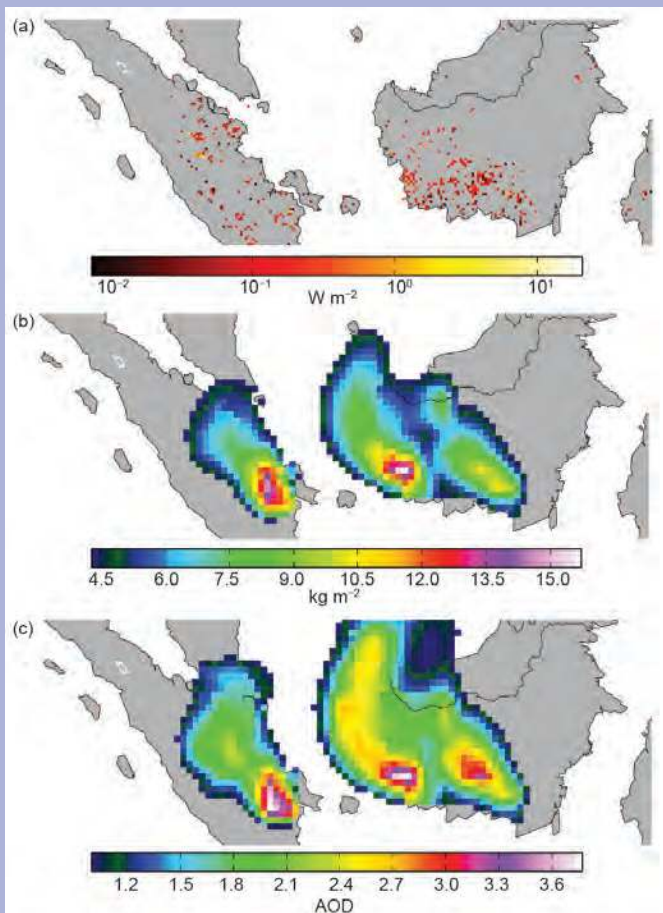 (a)
10⁻² 10⁻¹ 10⁰ 10¹
W m⁻²
(b)
4.5 6.0 7.5 9.0 10.5 12.0 13.5 15.0
kg m⁻²
(c)
1.2 1.5 1.8 2.1 2.4 2.7 3.0 3.3 3.6
AOD